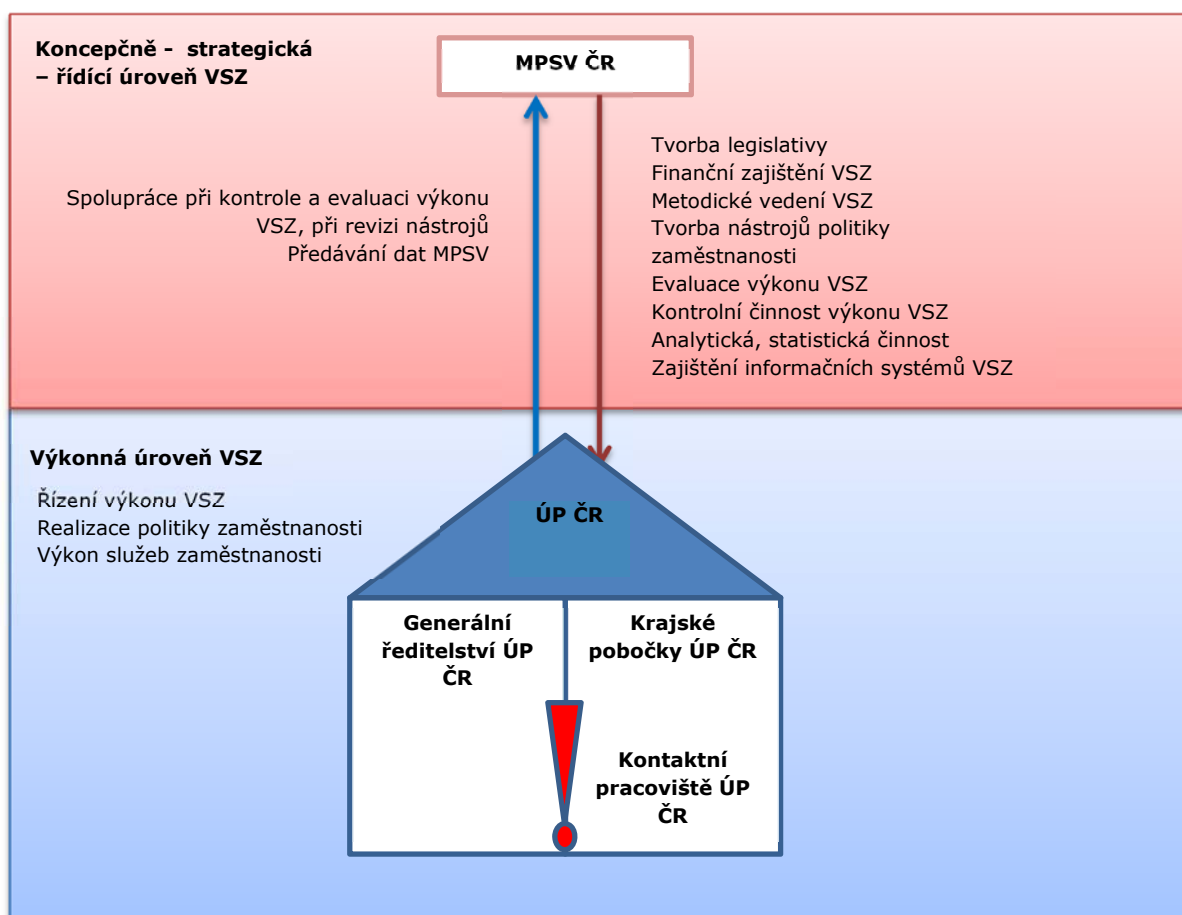 Koncepčně - strategická
– řídící úroveň VSZ
MPSV ČR
Spolupráce při kontrole a evaluaci výkonu
VSZ, při revizi nástrojů
Předávání dat MPSV
Tvorba legislativy
Finanční zajištění VSZ
Metodické vedení VSZ
Tvorba nástrojů politiky
zaměstnanosti
Evaluace výkonu VSZ
Kontrolní činnost výkonu VSZ
Analytická, statistická činnost
Zajištění informačních systémů VSZ
Výkonná úroveň VSZ
Řízení výkonu VSZ
Realizace politiky zaměstnanosti
Výkon služeb zaměstnanosti
ÚP ČR
Generální
ředitelství ÚP
ČR
Krajské
pobočky ÚP ČR
Kontaktní
pracoviště ÚP
ČR